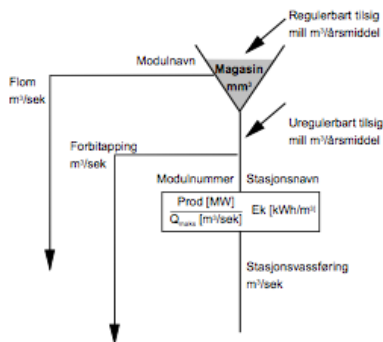 Regulerbart tilsig
mill m³/årsmiddel
Modulnavn
Magasin
mm³
Flom
m³/sek
Uregulerbart tilsig
mill m³/årsmiddel
Forbitapping
m³/sek
Modulnummer
Stasjonsnavn
Prod [MW]
Qmaks [m³/sek]
Ek [kWh/m³]
Stasjonsvassføring
m³/sek